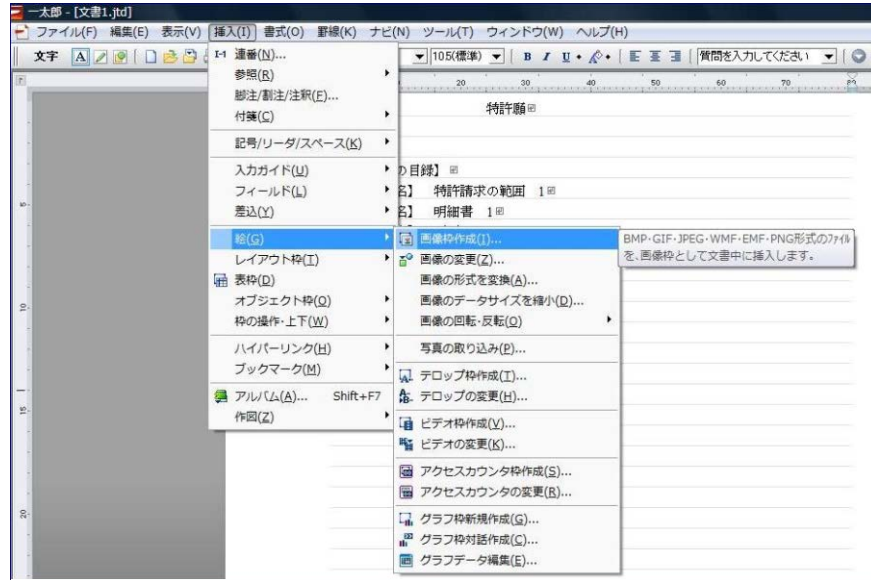 一太郎 - [文書1.jtd]
ファイル(F) 編集(E) 表示(V) 挿入(I) 書式(O) 罫線(K) ナビ(N) ツール(T) ウィンドウ(W) ヘルプ(H)
文字 A 105(標準) B I U 質問を入力してください
20 30 40 50 60 70
特許願
連番(N)...
参照(R)
脚注/割注/注釈(F)...
付箋(C)
記号/リーダ/スペース(K)
入力ガイド(U)
フィールド(L)
差込(Y)
絵(G)
レイアウト枠(I)
表枠(D)
オブジェクト枠(O)
枠の操作・上下(W)
ハイパーリンク(H)
ブックマーク(M)
アルバム(A)... Shift+F7
作図(Z)
の目録】
名】 特許請求の範囲 1
名】 明細書 1
画像枠作成(I)...
画像の変更(Z)...
画像の形式を変換(A)...
画像のデータサイズを縮小(D)...
画像の回転・反転(O)
写真の取り込み(P)...
テロップ枠作成(T)...
テロップの変更(H)...
ビデオ枠作成(V)...
ビデオの変更(K)...
アクセスカウンタ枠作成(S)...
アクセスカウンタの変更(R)...
グラフ枠新規作成(G)...
グラフ枠対話作成(C)...
グラフデータ編集(E)...
BMP・GIF・JPEG・WMF・EMF・PNG形式のファイル
を、画像枠として文書中に挿入します。
5
10
15
20